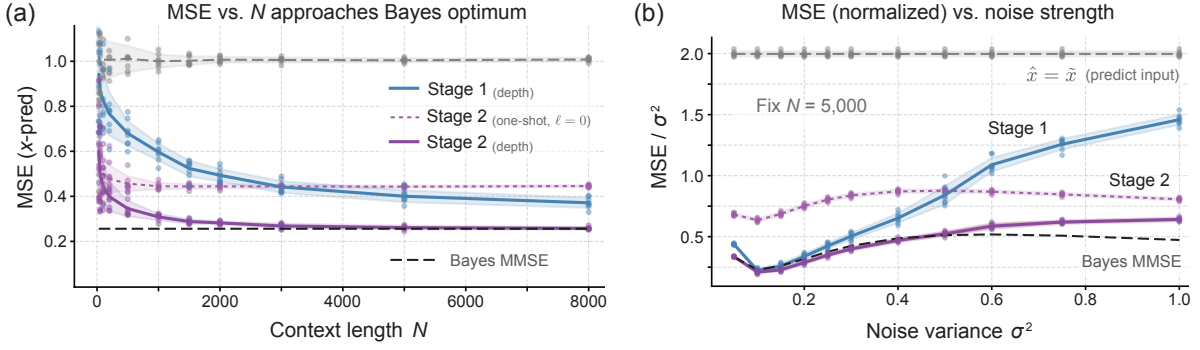 (a)
MSE vs. N approaches Bayes optimum
MSE (x-pred)
1.0
0.8
0.6
0.4
0.2
Stage 1 (depth)
Stage 2 (one-shot, ℓ = 0)
Stage 2 (depth)
Bayes MMSE
0
2000
4000
6000
8000
Context length N
(b)
MSE (normalized) vs. noise strength
MSE / σ²
2.0
1.5
1.0
0.5
x̂ = x̃ (predict input)
Fix N = 5,000
Stage 1
Stage 2
Bayes MMSE
0.2
0.4
0.6
0.8
1.0
Noise variance σ²